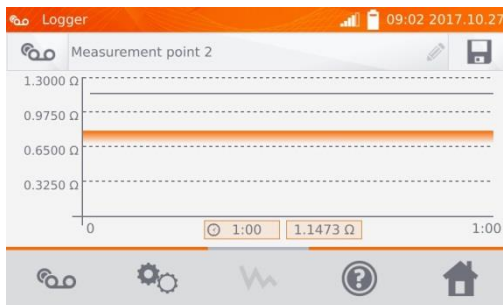 Logger
09:02 2017.10.27
Measurement point 2
1.3000 Ω
0.9750 Ω
0.6500 Ω
0.3250 Ω
0
1:00
1.1473 Ω
1:00
?